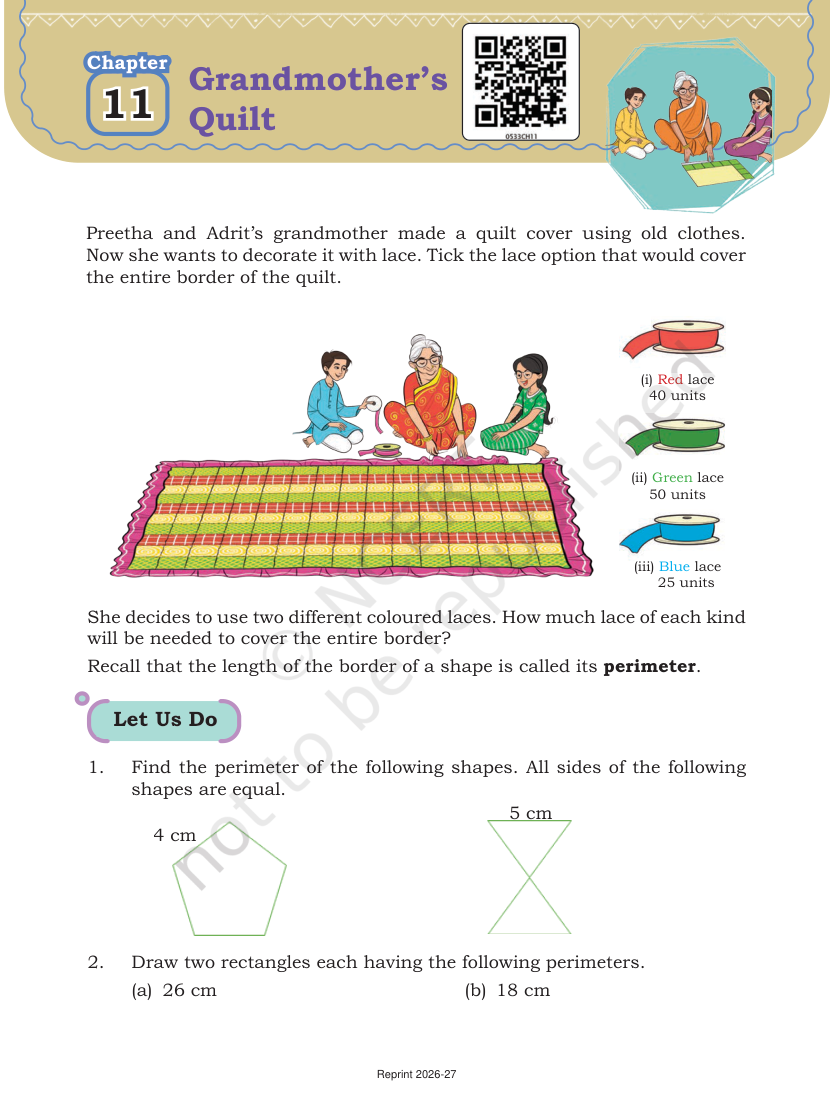 Chapter
11
Grandmother's
Quilt
0533CH11
Preetha and Adrit's grandmother made a quilt cover using old clothes.
Now she wants to decorate it with lace. Tick the lace option that would cover
the entire border of the quilt.
(i) Red lace
40 units
(ii) Green lace
50 units
(iii) Blue lace
25 units
She decides to use two different coloured laces. How much lace of each kind
will be needed to cover the entire border?
Recall that the length of the border of a shape is called its perimeter.
Let Us Do
1. Find the perimeter of the following shapes. All sides of the following
shapes are equal.
4 cm
5 cm
2. Draw two rectangles each having the following perimeters.
(a) 26 cm
(b) 18 cm
© NCERT
not to be republished
Reprint 2026-27